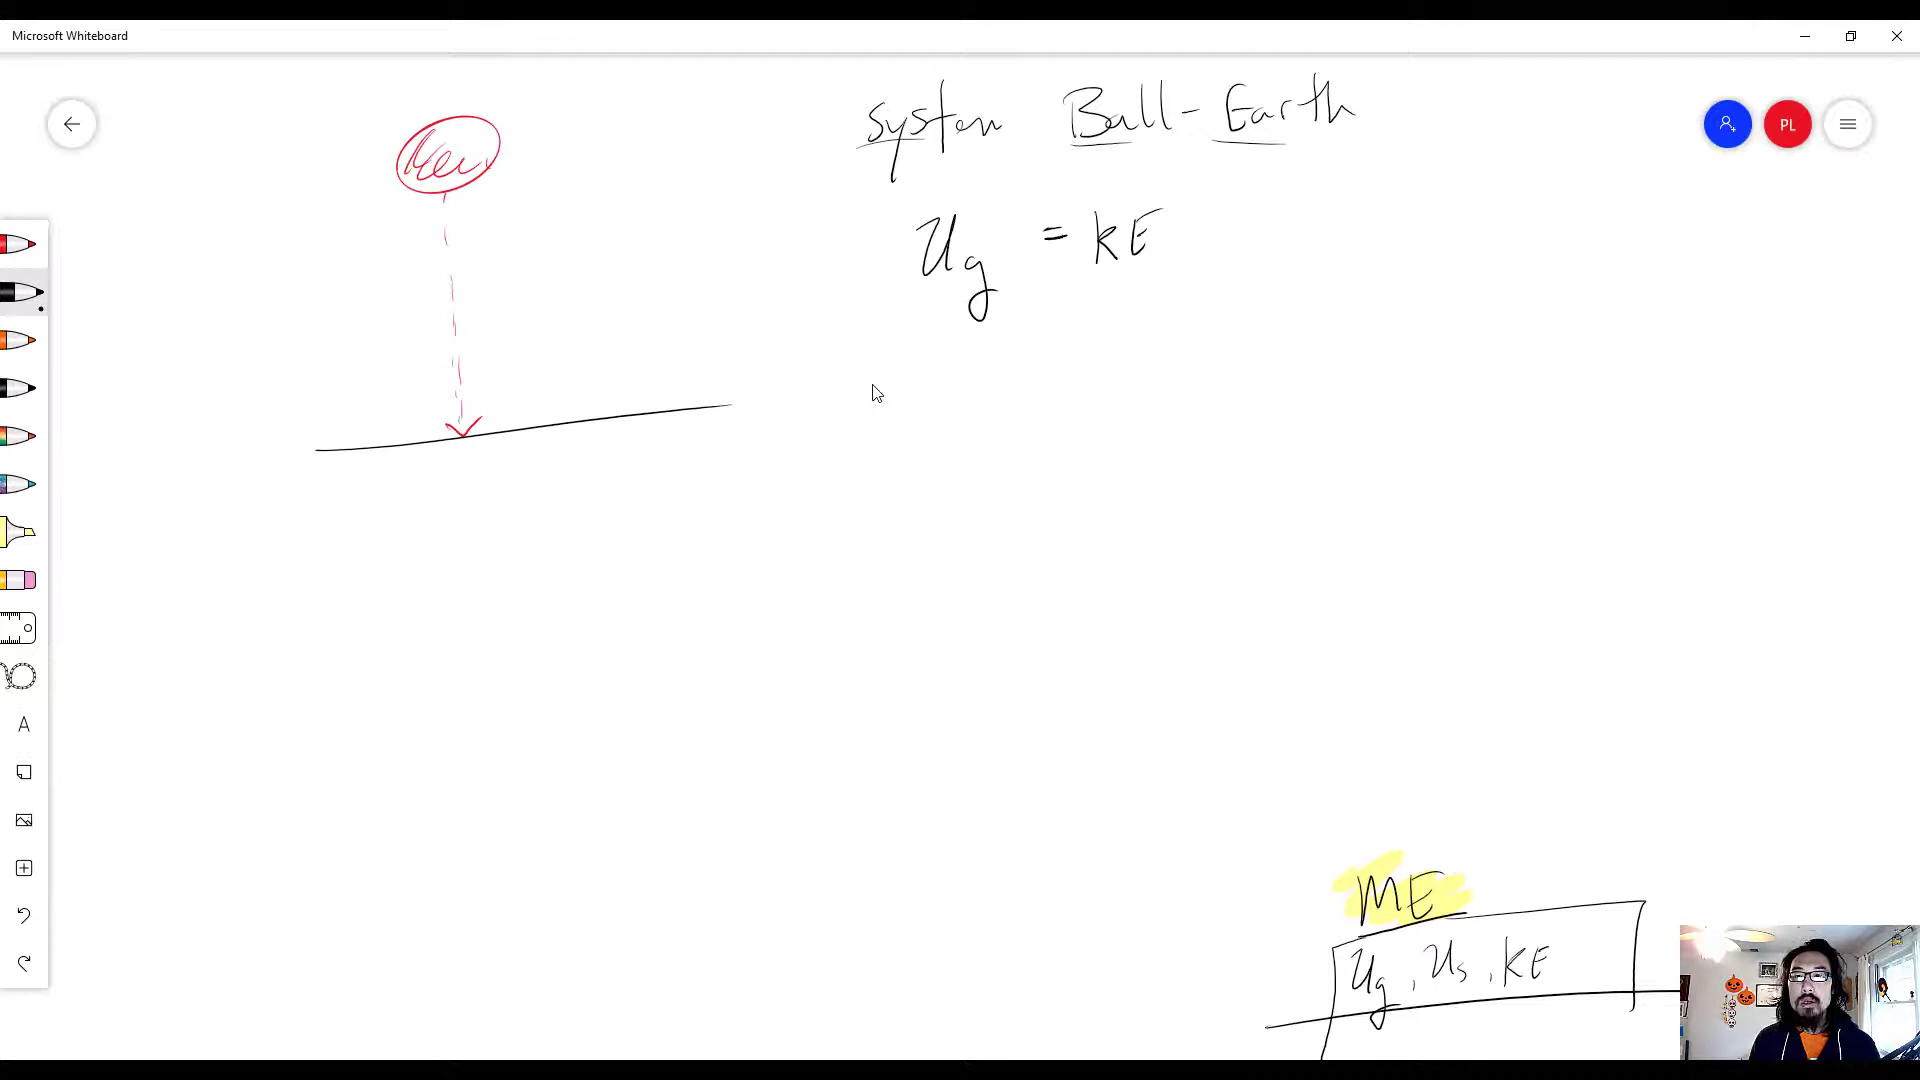 Microsoft Whiteboard
system Ball-Earth
PL
Ug = KE
A
ME
Ug, Us, KE